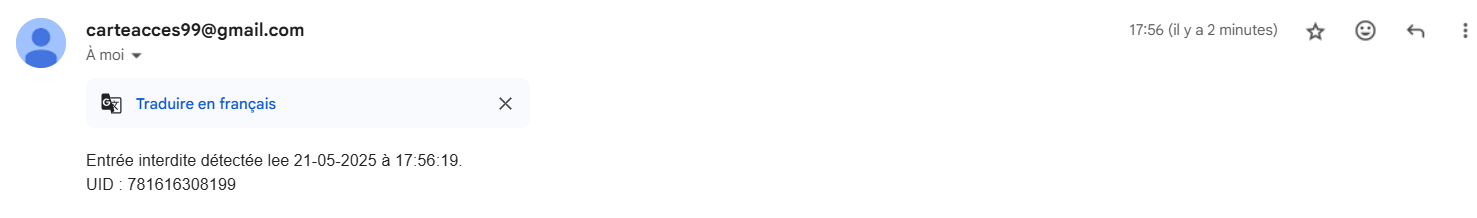 carteacces99@gmail.com
17:56 (il y a 2 minutes)
À moi
Traduire en français
Entrée interdite détectée lee 21-05-2025 à 17:56:19.
UID : 781616308199